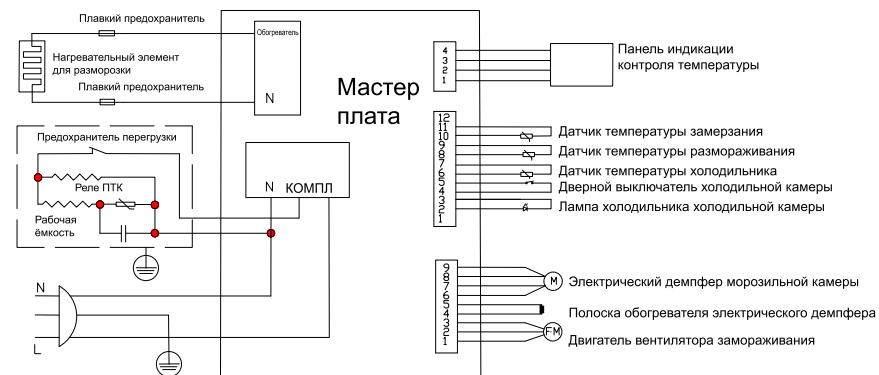 Плавкий предохранитель
Обогреватель
Нагревательный элемент
для разморозки
Плавкий предохранитель
N
Мастер
плата
Предохранитель перегрузки
Реле ПТК
Рабочая
ёмкость
N КОМПЛ
N
L
4
3
2
1
Панель индикации
контроля температуры
12
11
10
9
8
7
6
5
4
3
2
1
Датчик температуры замерзания
Датчик температуры размораживания
Датчик температуры холодильника
Дверной выключатель холодильной камеры
Лампа холодильника холодильной камеры
9
8
7
6
5
4
3
2
1
M
Электрический демпфер морозильной камеры
Полоска обогревателя электрического демпфера
FM
Двигатель вентилятора замораживания